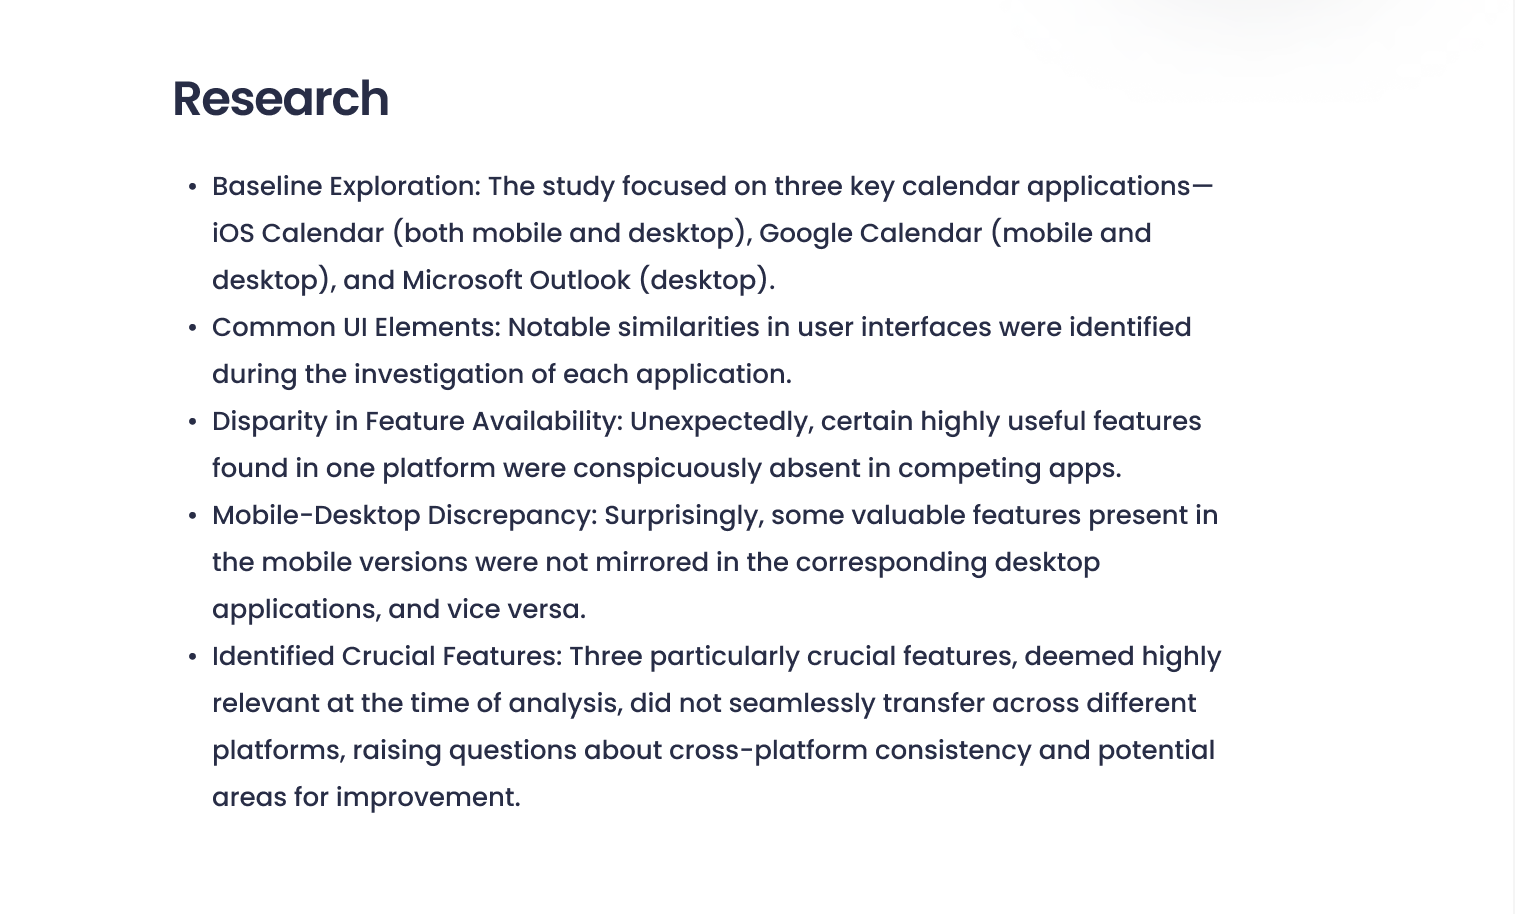 Research
• Baseline Exploration: The study focused on three key calendar applications—
iOS Calendar (both mobile and desktop), Google Calendar (mobile and
desktop), and Microsoft Outlook (desktop).
• Common UI Elements: Notable similarities in user interfaces were identified
during the investigation of each application.
• Disparity in Feature Availability: Unexpectedly, certain highly useful features
found in one platform were conspicuously absent in competing apps.
• Mobile-Desktop Discrepancy: Surprisingly, some valuable features present in
the mobile versions were not mirrored in the corresponding desktop
applications, and vice versa.
• Identified Crucial Features: Three particularly crucial features, deemed highly
relevant at the time of analysis, did not seamlessly transfer across different
platforms, raising questions about cross-platform consistency and potential
areas for improvement.